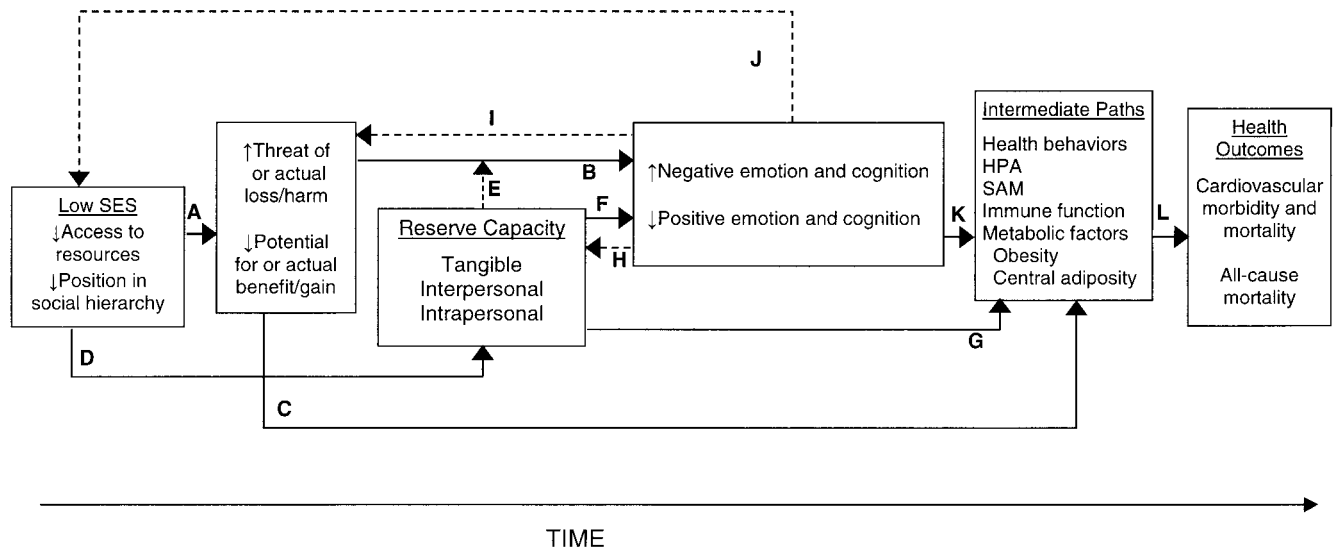 J
I
Intermediate Paths
Health behaviors
HPA
SAM
Immune function
Metabolic factors
Obesity
Central adiposity
Health
Outcomes
Cardiovascular
morbidity and
mortality
All-cause
mortality
↑Threat of
or actual
loss/harm
↓Potential
for or actual
benefit/gain
B
E
↑Negative emotion and cognition
↓Positive emotion and cognition
Low SES
↓Access to
resources
↓Position in
social hierarchy
A
F
K
L
Reserve Capacity
Tangible
Interpersonal
Intrapersonal
H
G
D
C
TIME